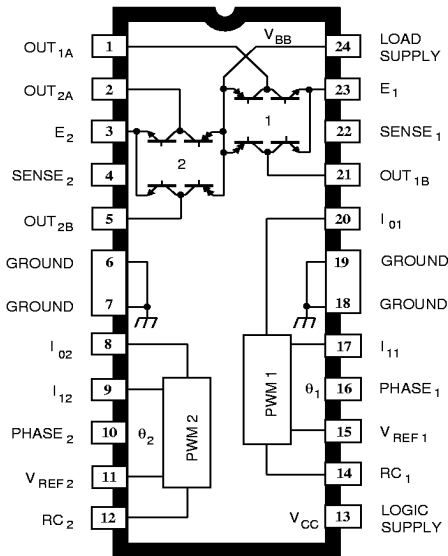 OUT1A 1 VBB 24 LOAD SUPPLY
OUT2A 2 23 E1
1
E2 3 22 SENSE1
2
SENSE2 4 21 OUT1B
OUT2B 5 20 I01
GROUND 6 19 GROUND
GROUND 7 18 GROUND
I02 8 17 I11
I12 9 PWM 1 θ1 16 PHASE1
PHASE2 10 θ2 PWM 2 15 VREF1
VREF2 11 14 RC1
RC2 12 VCC 13 LOGIC SUPPLY